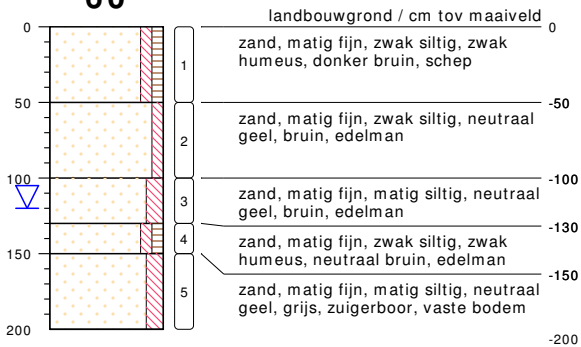 landbouwgrond / cm tov maaiveld
0
0
zand, matig fijn, zwak siltig, zwak
humeus, donker bruin, schep
1
50
-50
zand, matig fijn, zwak siltig, neutraal
geel, bruin, edelman
2
100
-100
zand, matig fijn, matig siltig, neutraal
geel, bruin, edelman
3
-130
zand, matig fijn, zwak siltig, zwak
humeus, neutraal bruin, edelman
4
150
-150
zand, matig fijn, matig siltig, neutraal
geel, grijs, zuigerboor, vaste bodem
5
200
-200